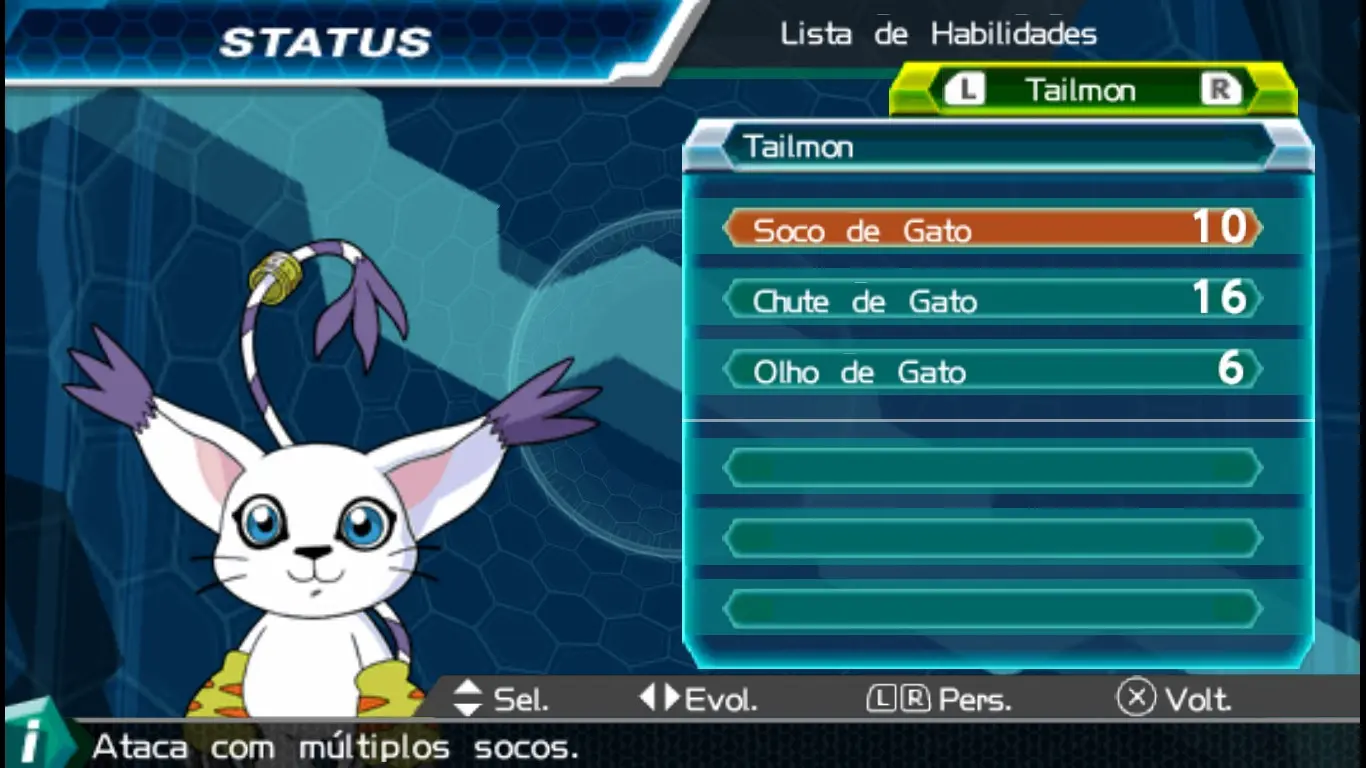 STATUS
Lista de Habilidades
L Tailmon R
Tailmon
Soco de Gato 10
Chute de Gato 16
Olho de Gato 6
Sel. Evol. L R Pers. X Volt.
i Ataca com múltiplos socos.